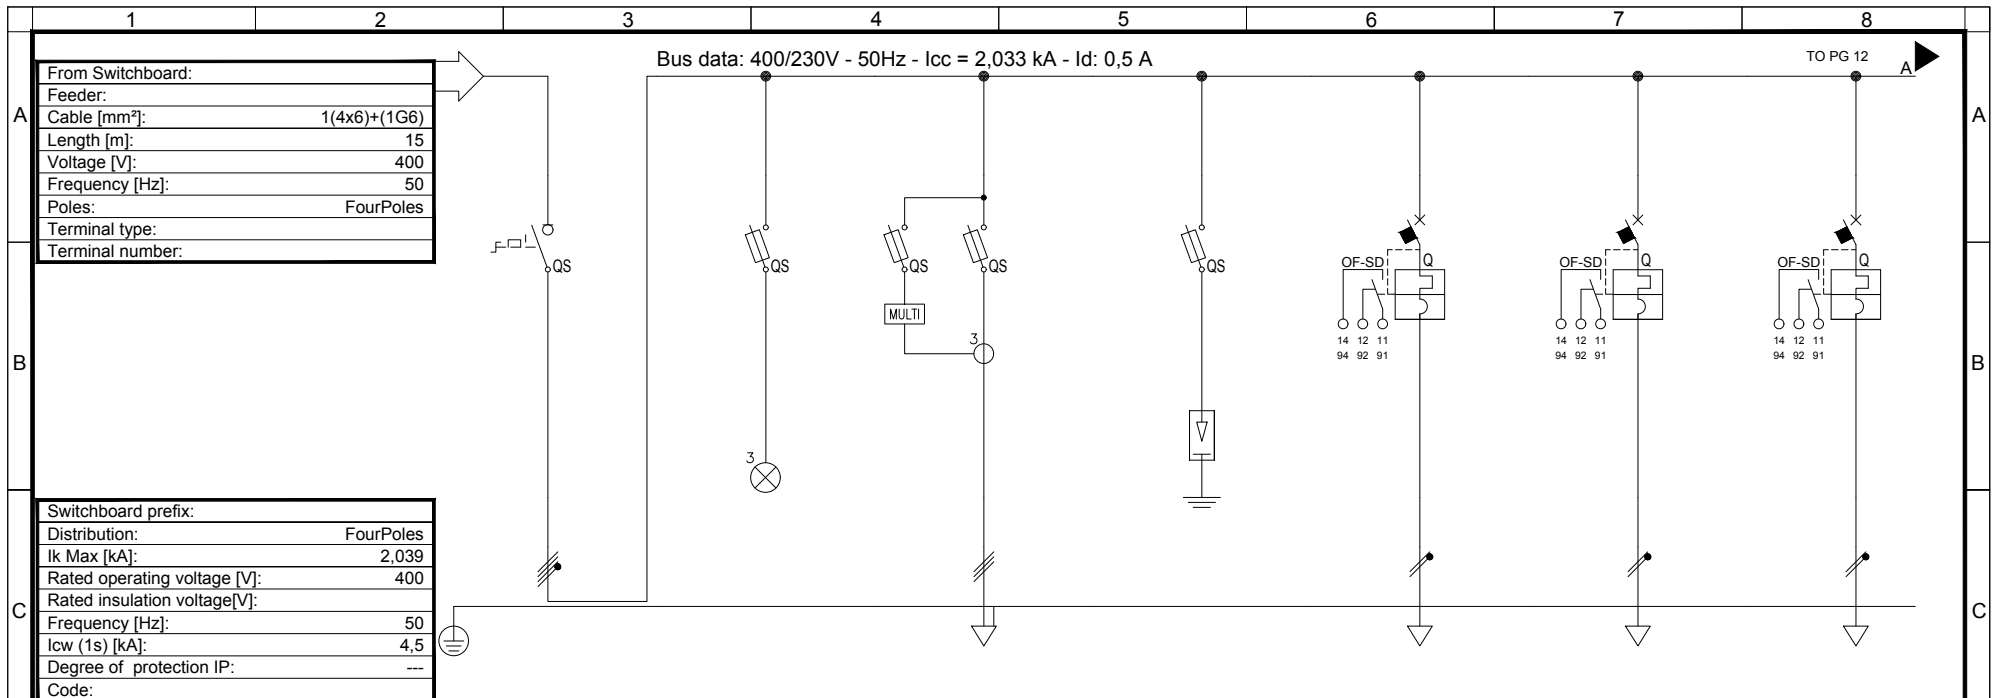 1 2 3 4 5 6 7 8
Bus data: 400/230V - 50Hz - Icc = 2,033 kA - Id: 0,5 A
TO PG 12
A
A
A
From Switchboard:
Feeder:
Cable [mm²]: 1(4x6)+(1G6)
Length [m]: 15
Voltage [V]: 400
Frequency [Hz]: 50
Poles: FourPoles
Terminal type:
Terminal number:
QS
QS
QS
QS
QS
OF-SD Q
OF-SD Q
OF-SD Q
MULTI
3
14 12 11
94 92 91
14 12 11
94 92 91
14 12 11
94 92 91
B
B
3
Switchboard prefix:
Distribution: FourPoles
Ik Max [kA]: 2,039
Rated operating voltage [V]: 400
Rated insulation voltage[V]:
Frequency [Hz]: 50
Icw (1s) [kA]: 4,5
Degree of protection IP: ---
Code:
C
C